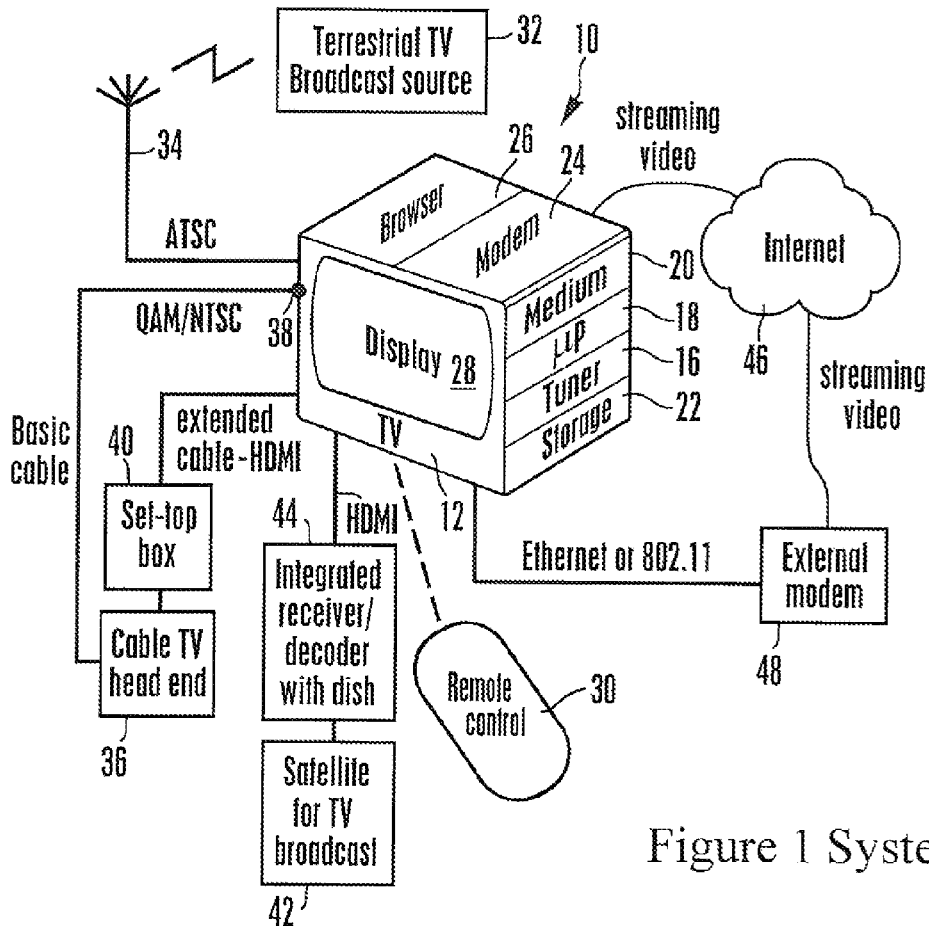 Terrestrial TV
Broadcast source
32
10
34
26
24
streaming
video
Browser
Modem
ATSC
20
Internet
Medium
QAM/NTSC
38
18
µp
46
Display 28
16
Tuner
22
Storage
streaming
video
Basic
cable
extended
cable-HDMI
TV
40
12
HDMI
44
Set-top
box
Ethernet or 802.11
External
modem
Integrated
receiver/
decoder
with dish
Cable TV
head end
48
Remote
control
30
36
Satellite
for TV
broadcast
42
Figure 1 Syste